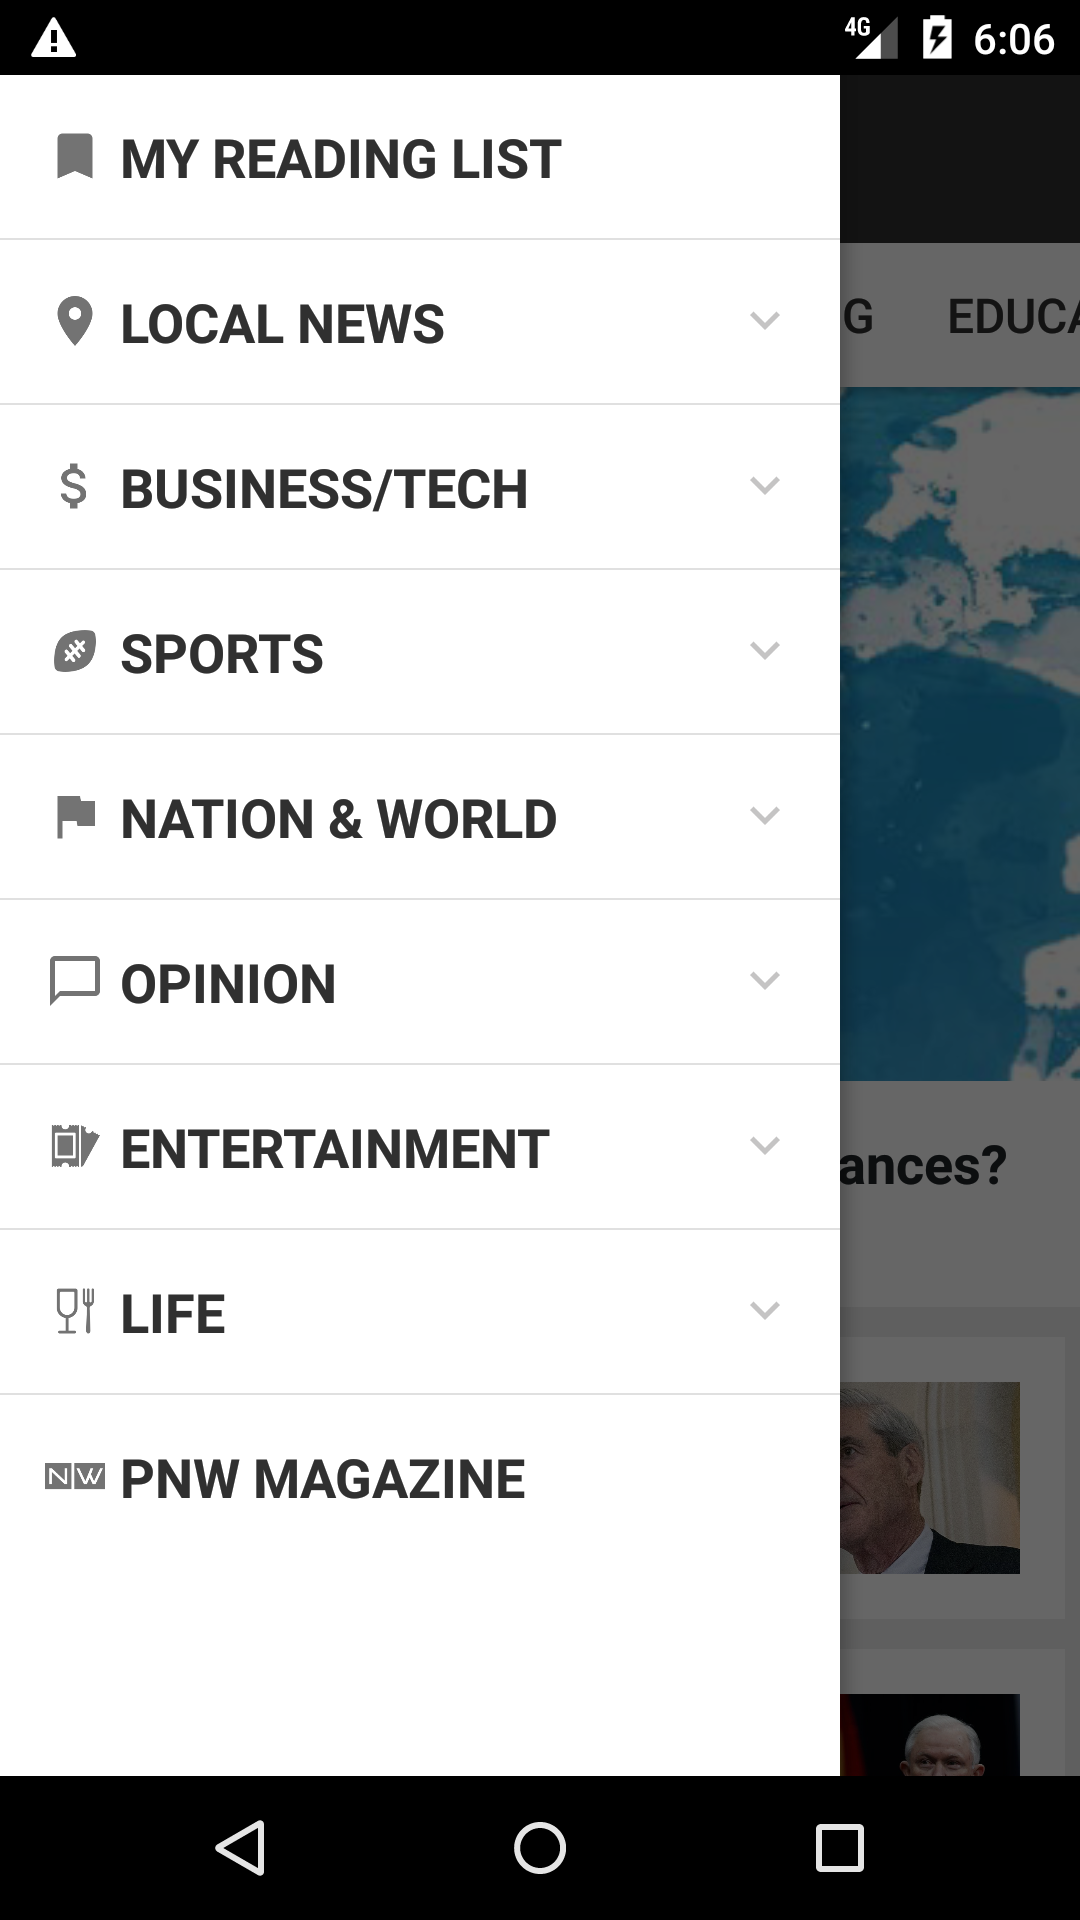 4G 6:06
MY READING LIST
LOCAL NEWS
G EDUCA
BUSINESS/TECH
SPORTS
NATION & WORLD
OPINION
ENTERTAINMENT
ances?
LIFE
NW PNW MAGAZINE